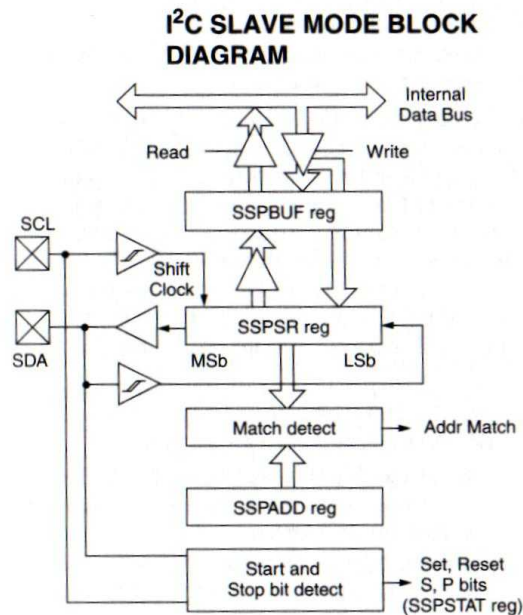 I²C SLAVE MODE BLOCK
DIAGRAM
Internal
Data Bus
Read
Write
SSPBUF reg
SCL
Shift
Clock
SSPSR reg
SDA
MSb
LSb
Match detect
Addr Match
SSPADD reg
Start and
Stop bit detect
Set, Reset
S, P bits
(SSPSTAT reg)